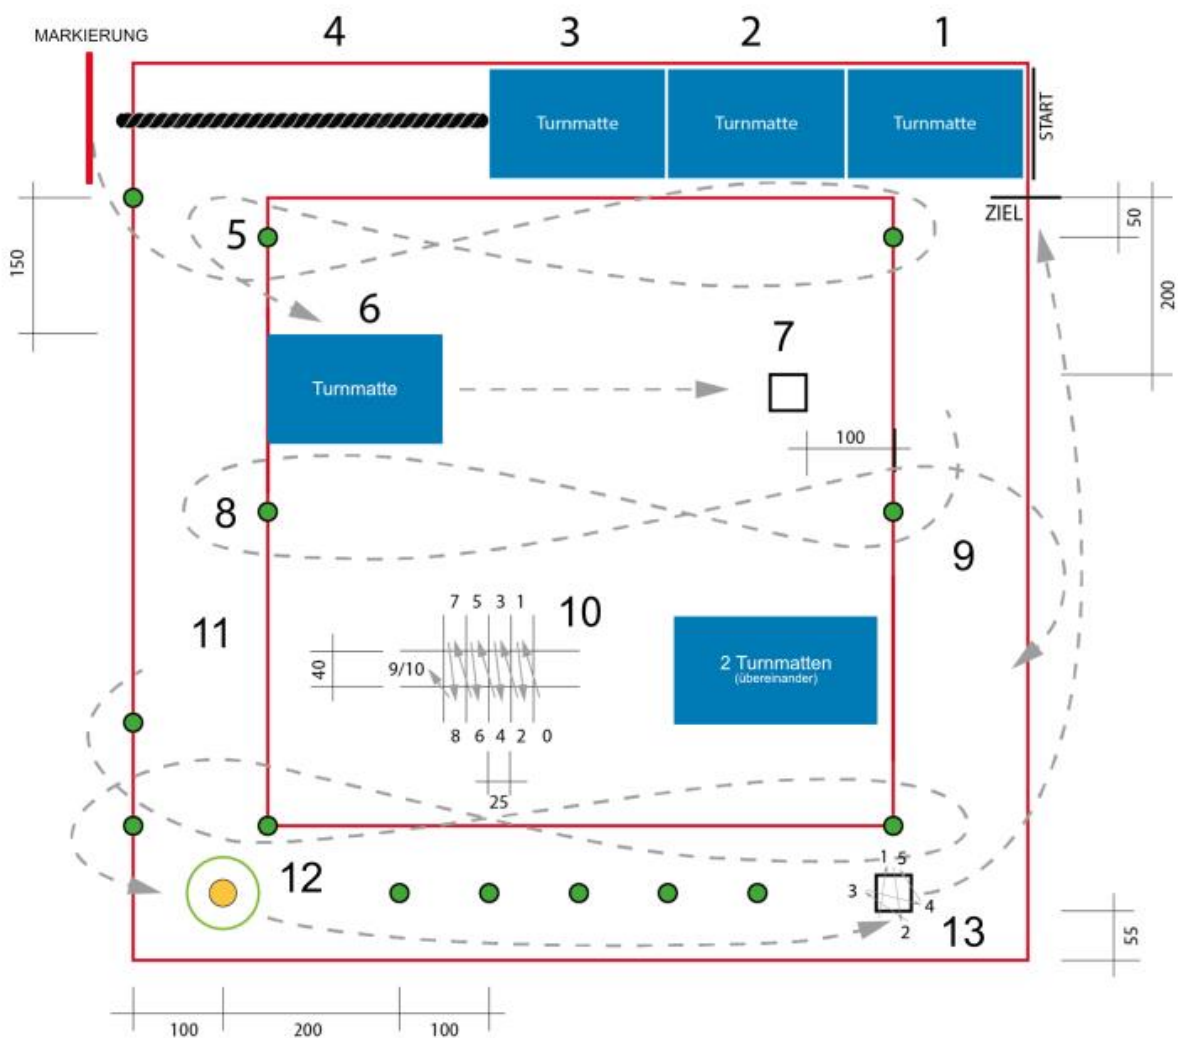 4 3 2 1
MARKIERUNG
Turnmatte Turnmatte Turnmatte
START
ZIEL
50
5
150
200
6
7
Turnmatte
100
8
9
7 5 3 1
10
11
40
9/10
2 Turnmatten
(übereinander)
8 6 4 2 0
25
12
1 5
3
4
2
13
55
100 200 100